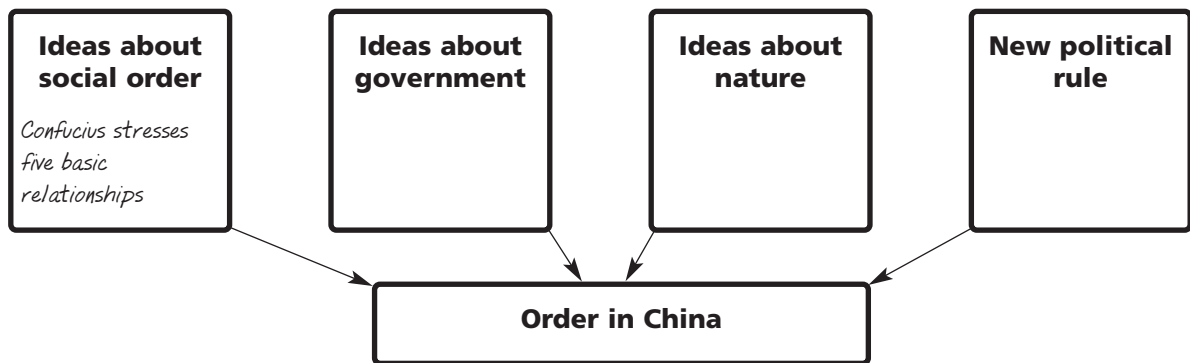 Ideas about
social order
Confucius stresses
five basic
relationships
Ideas about
government
Ideas about
nature
New political
rule
Order in China